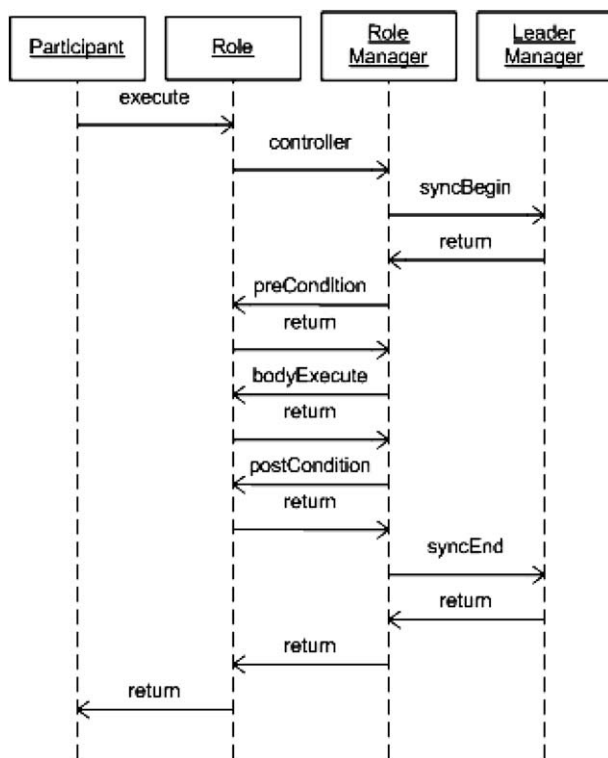 Participant
Role
Role
Manager
Leader
Manager
execute
controller
syncBegin
return
preCondition
return
bodyExecute
return
postCondition
return
syncEnd
return
return
return